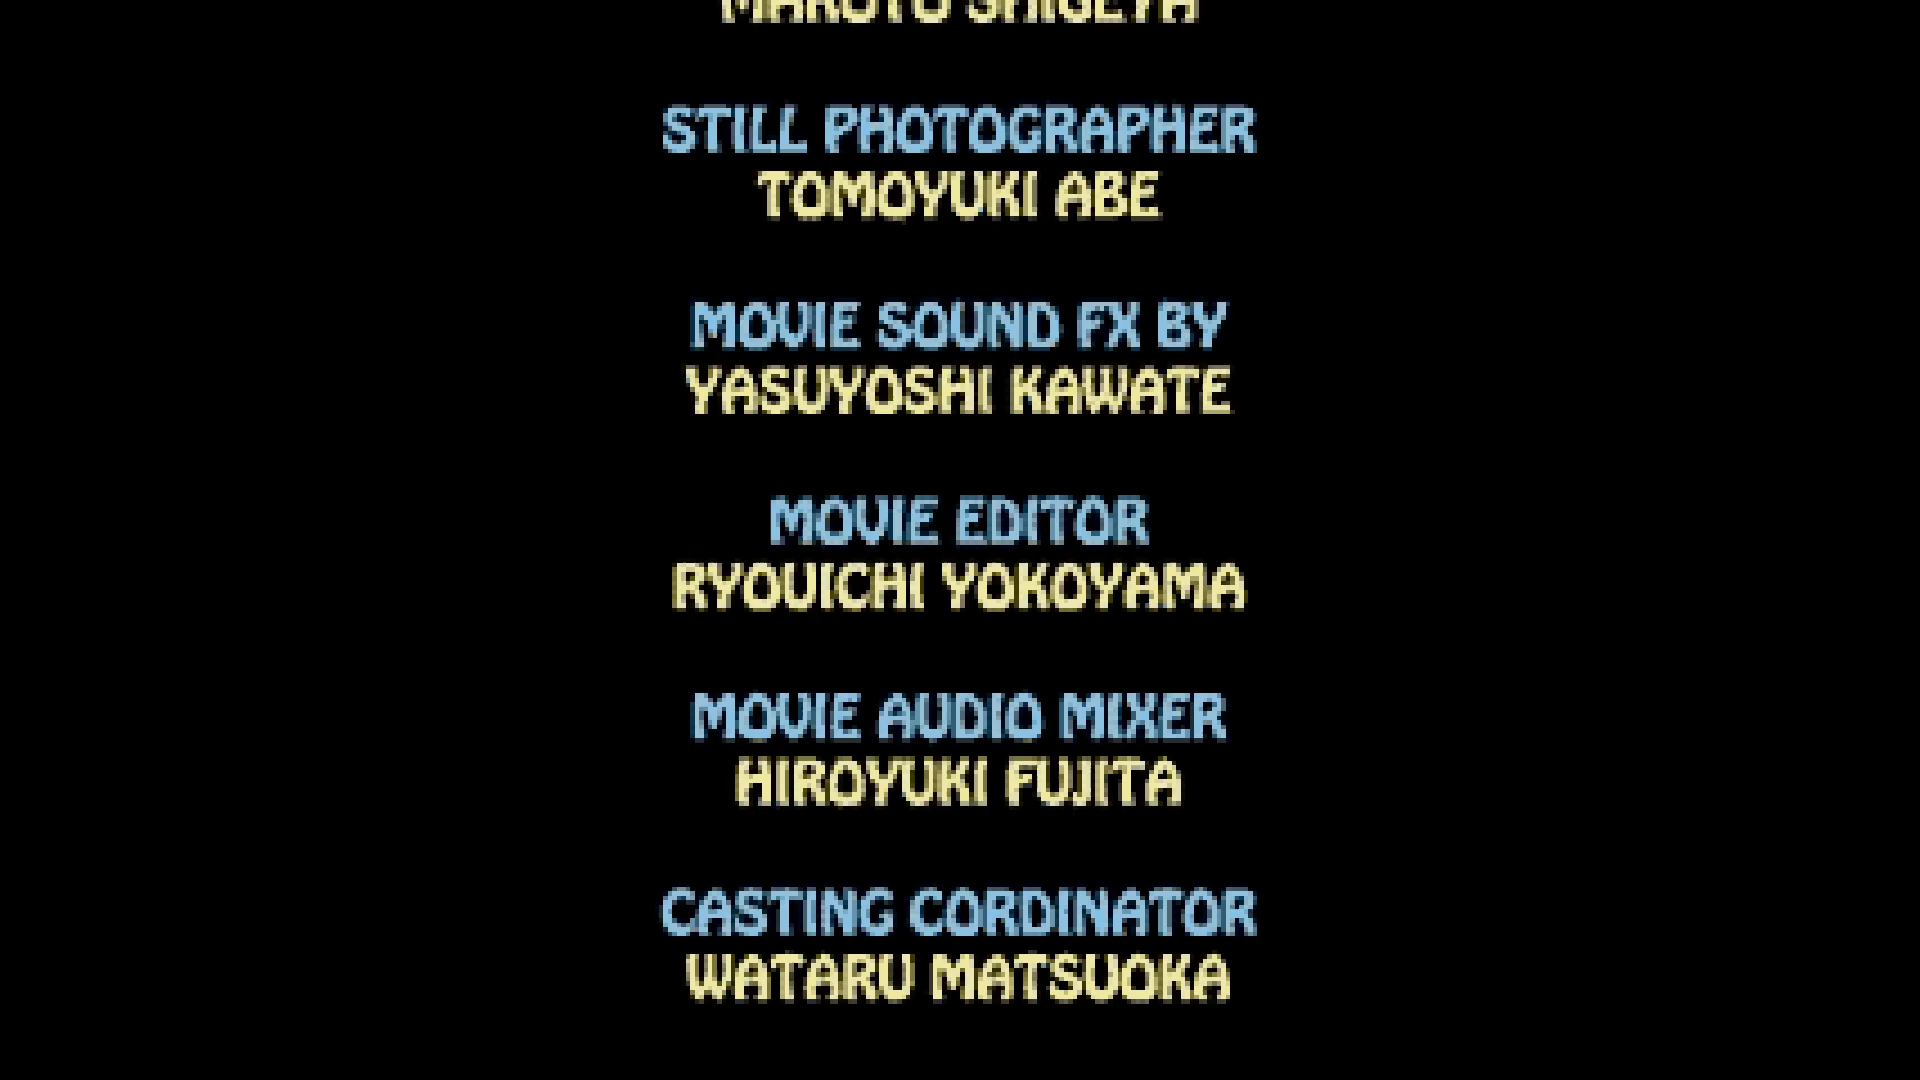 STILL PHOTOGRAPHER
TOMOYUKI ABE
MOVIE SOUND FX BY
YASUYOSHI KAWATE
MOVIE EDITOR
RYOUICHI YOKOYAMA
MOVIE AUDIO MIXER
HIROYUKI FUJITA
CASTING CORDINATOR
WATARU MATSUOKA